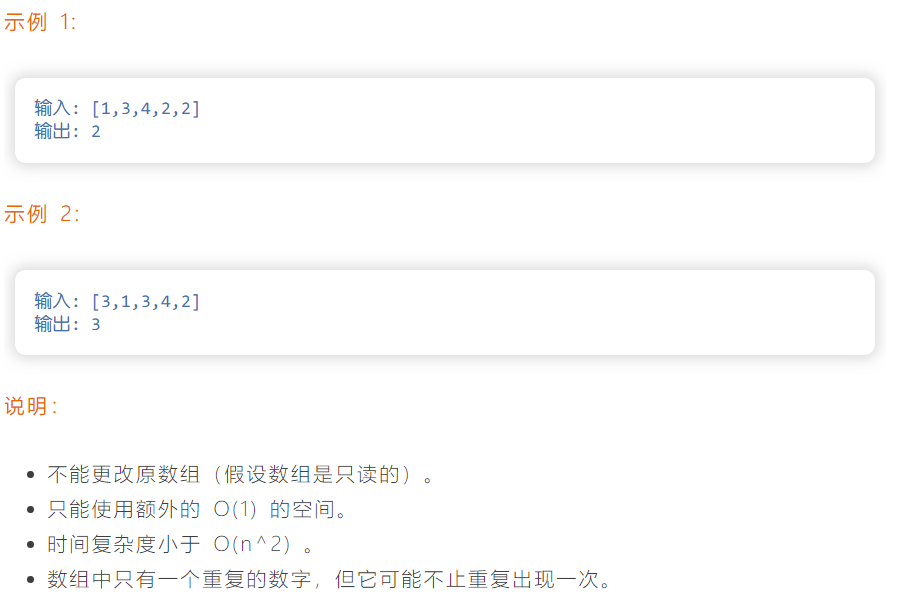 示例 1:
输入: [1,3,4,2,2]
输出: 2
示例 2:
输入: [3,1,3,4,2]
输出: 3
说明:
不能更改原数组（假设数组是只读的）。
只能使用额外的 O(1) 的空间。
时间复杂度小于 O(n^2) 。
数组中只有一个重复的数字，但它可能不止重复出现一次。